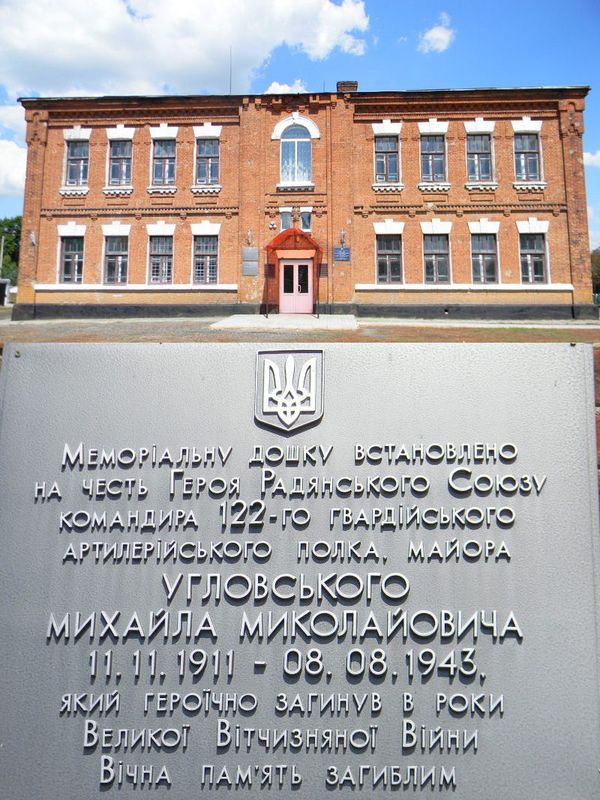 Меморіальну дошку встановлено
на честь Героя Радянського Союзу
командира 122-го гвардійського
артилерійського полка, майора
Угловського
Михайла Миколайовича
11.11.1911 – 08.08.1943,
який героїчно загинув в роки
Великої Вітчизняної Війни
Вічна пам'ять загиблим